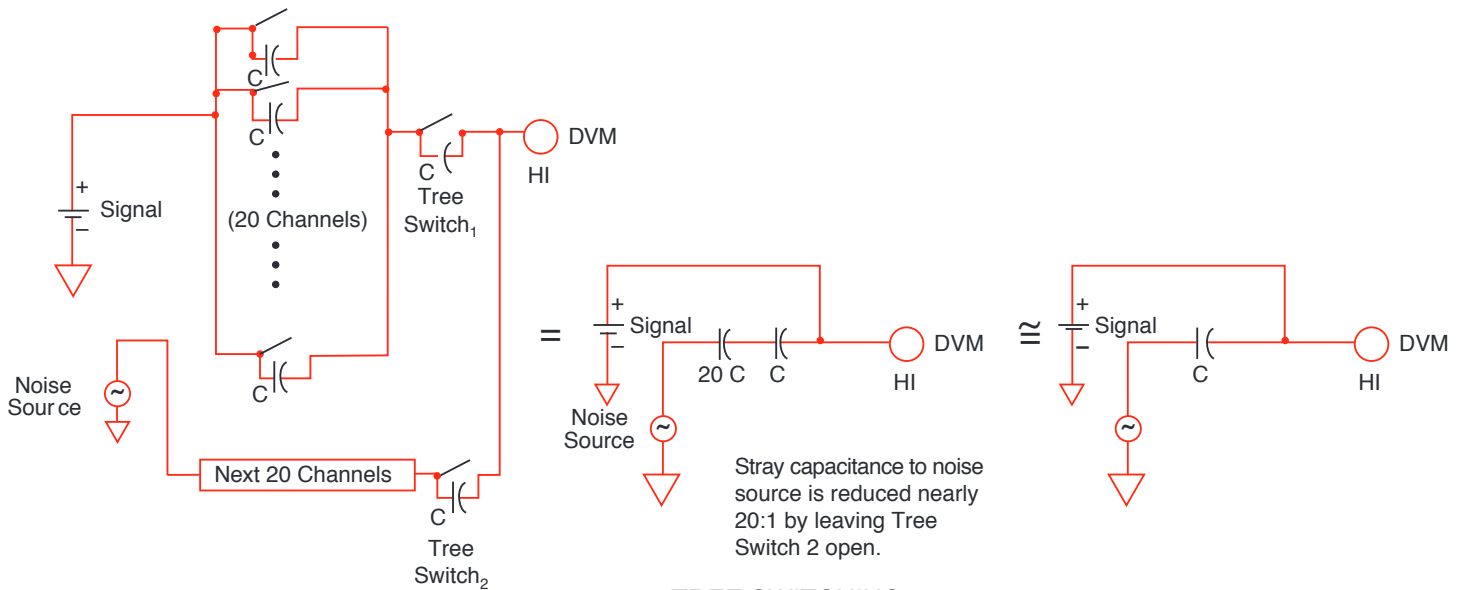 C
C
DVM
HI
C
Tree
Switch1
+
Signal
−
(20 Channels)
C
Noise
Sour ce
~
Next 20 Channels
C
Tree
Switch2
=
+
Signal
−
20 C
C
DVM
HI
Noise
Source
~
Stray capacitance to noise
source is reduced nearly
20:1 by leaving Tree
Switch 2 open.
≅
+
Signal
−
C
DVM
HI
~
TREE SWITCHING